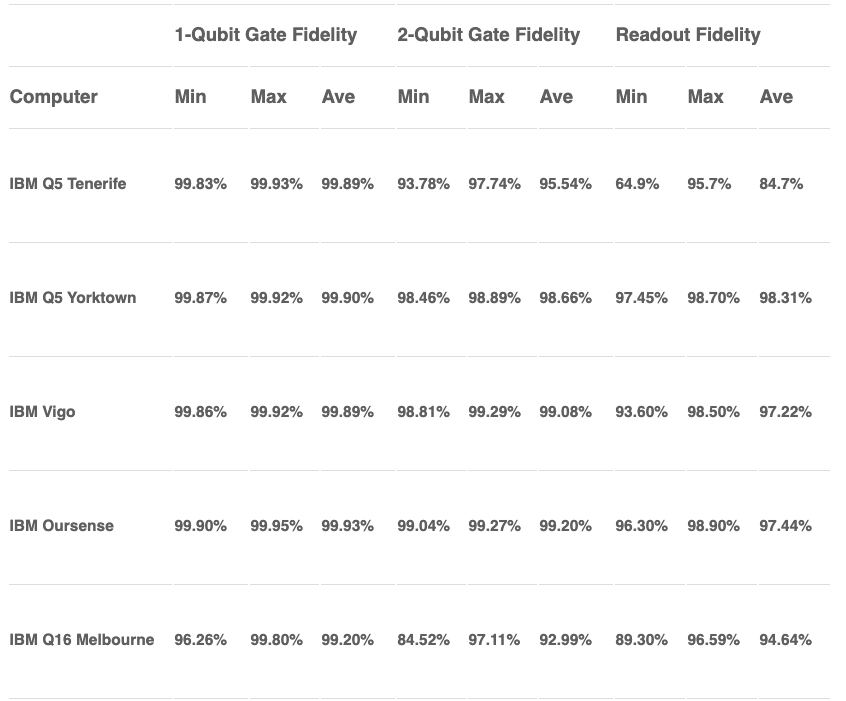 1-Qubit Gate Fidelity 2-Qubit Gate Fidelity Readout Fidelity
Computer Min Max Ave Min Max Ave Min Max Ave
IBM Q5 Tenerife 99.83% 99.93% 99.89% 93.78% 97.74% 95.54% 64.9% 95.7% 84.7%
IBM Q5 Yorktown 99.87% 99.92% 99.90% 98.46% 98.89% 98.66% 97.45% 98.70% 98.31%
IBM Vigo 99.86% 99.92% 99.89% 98.81% 99.29% 99.08% 93.60% 98.50% 97.22%
IBM Oursense 99.90% 99.95% 99.93% 99.04% 99.27% 99.20% 96.30% 98.90% 97.44%
IBM Q16 Melbourne 96.26% 99.80% 99.20% 84.52% 97.11% 92.99% 89.30% 96.59% 94.64%